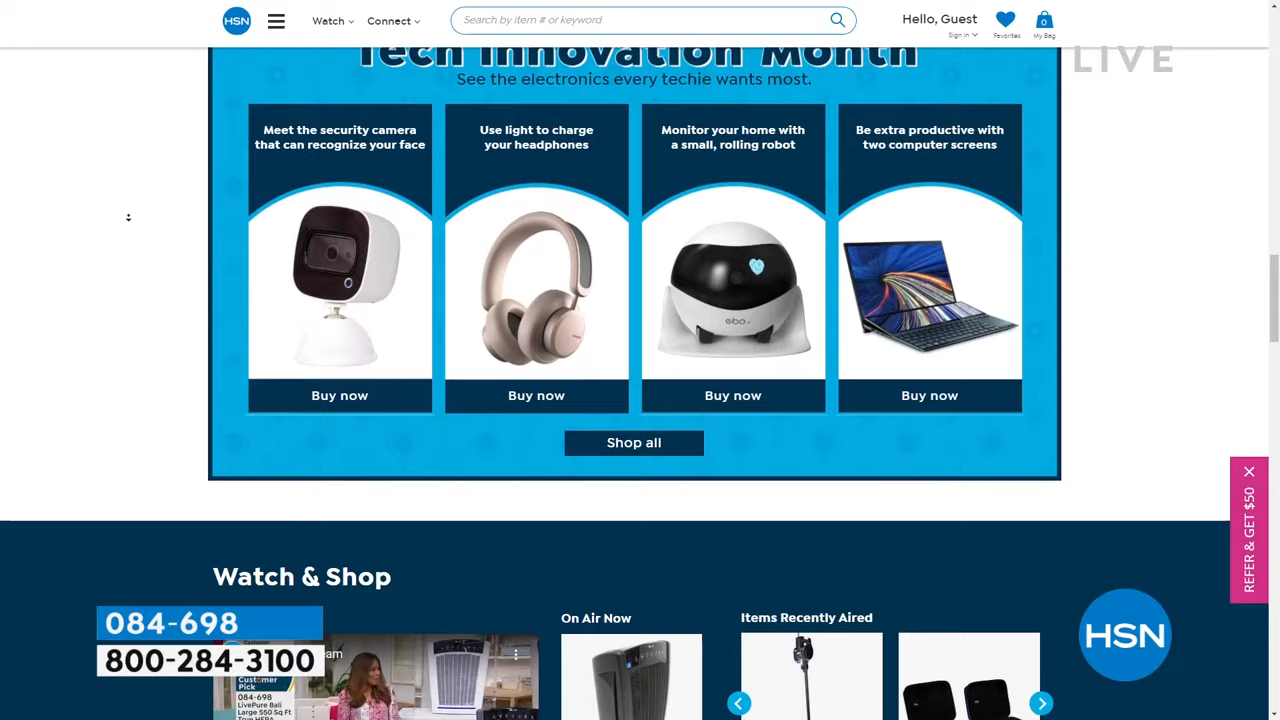 HSN
Watch
Connect
Search by item # or keyword
Hello, Guest
Sign in
Favorites
0
My Bag
LIVE
Tech Innovation Month
See the electronics every techie wants most.
Meet the security camera
that can recognize your face
Use light to charge
your headphones
Monitor your home with
a small, rolling robot
Be extra productive with
two computer screens
ebo
Buy now
Buy now
Buy now
Buy now
Shop all
REFER & GET $50
Watch & Shop
On Air Now
Items Recently Aired
084-698
800-284-3100
HSN
Customer Pick
084-698
LivePure Bali
Large 550 Sq Ft
True HEPA